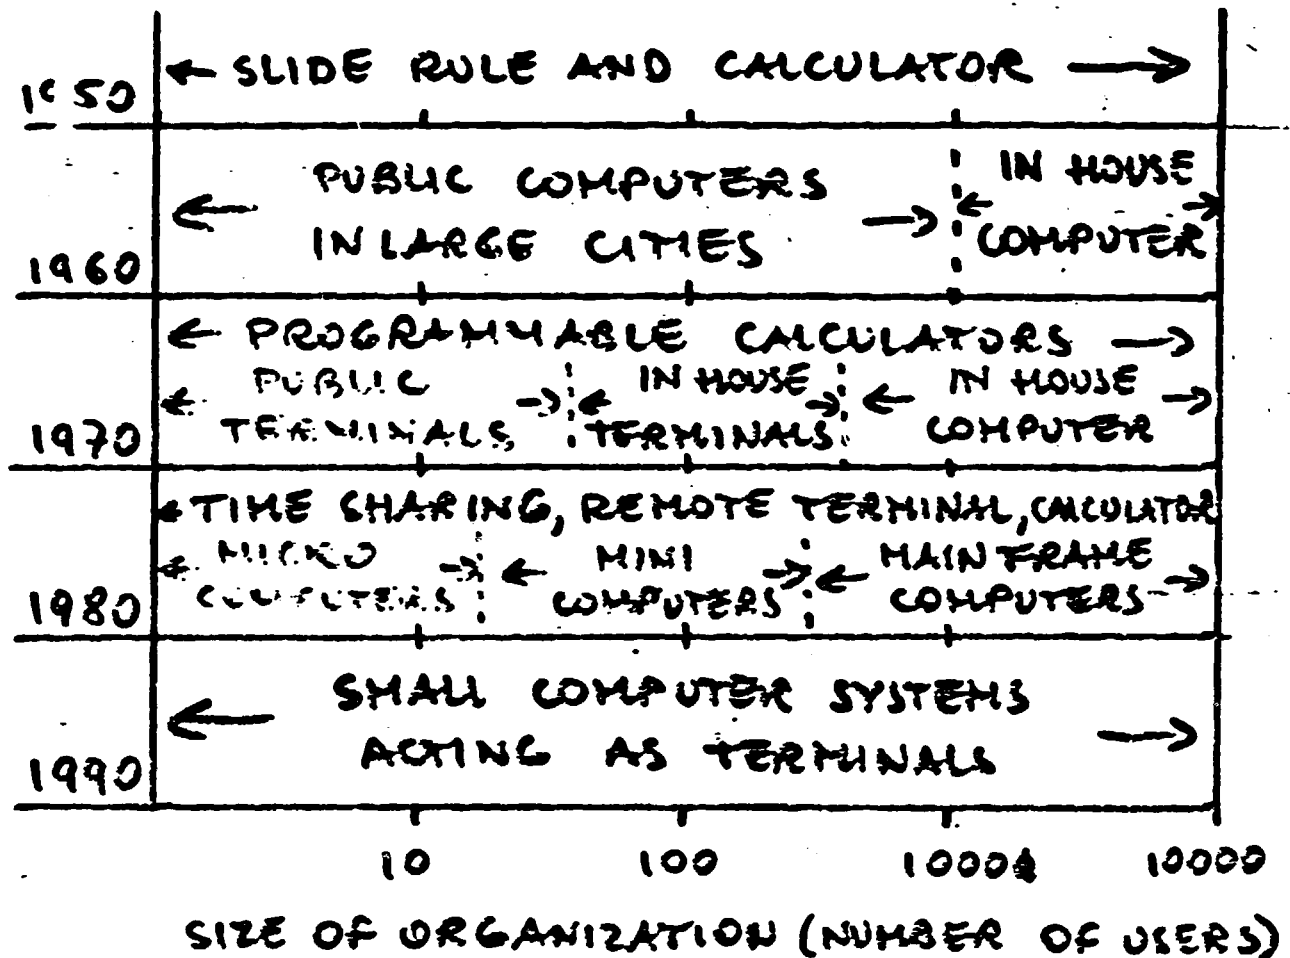 ← SLIDE RULE AND CALCULATOR →
1950
PUBLIC COMPUTERS
IN LARGE CITIES
IN HOUSE
COMPUTER
1960
← PROGRAMMABLE CALCULATORS →
PUBLIC
TERMINALS
IN HOUSE
TERMINALS
IN HOUSE
COMPUTER
1970
TIME SHARING, REMOTE TERMINAL, CALCULATOR
MICRO
COMPUTERS
MINI
COMPUTERS
MAINFRAME
COMPUTERS
1980
SMALL COMPUTER SYSTEMS
ACTING AS TERMINALS
1990
10 100 1000 10000
SIZE OF ORGANIZATION (NUMBER OF USERS)